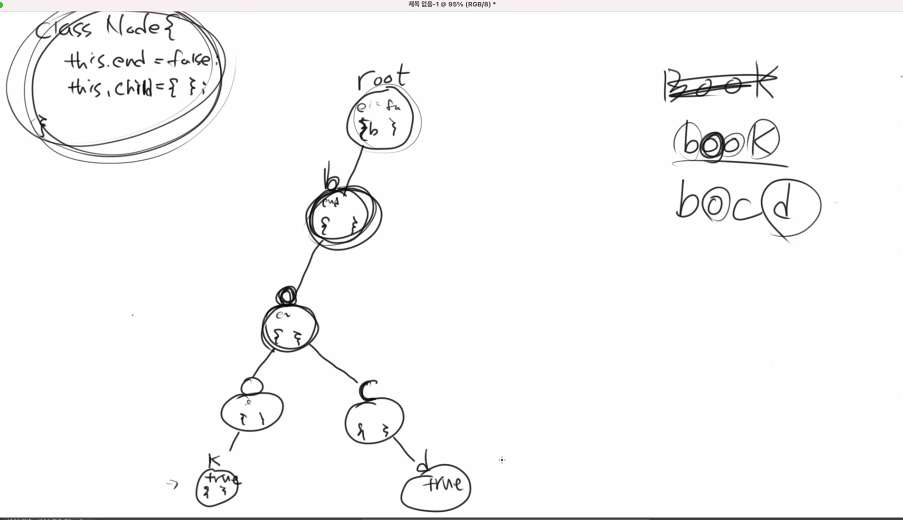 제목 없음-1 @ 95% (RGB/8) *
class Node{
this.end = false;
this.child={ };
}
root
{b }
b
end
{ }
o
{ }
o
{ }
C
{ }
K
true
{ }
d
true
BooK
booK
bocd